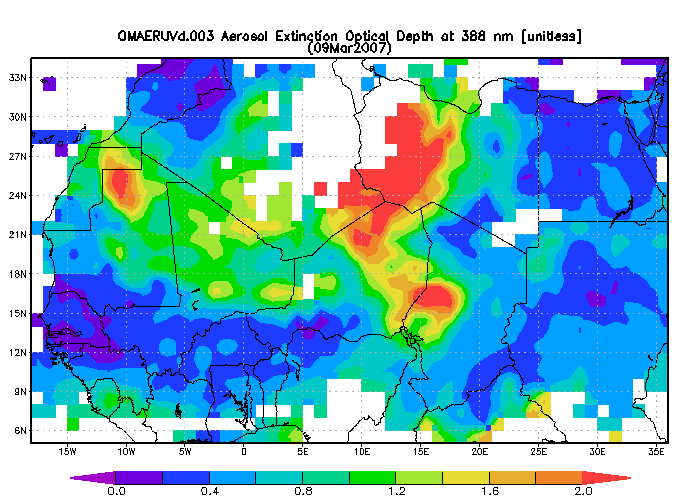 OMAERUVd.003 Aerosol Extinction Optical Depth at 388 nm [unitless]
(09Mar2007)
33N
30N
27N
24N
21N
18N
15N
12N
9N
6N
15W 10W 5W 0 5E 10E 15E 20E 25E 30E 35E
0.0 0.4 0.8 1.2 1.6 2.0